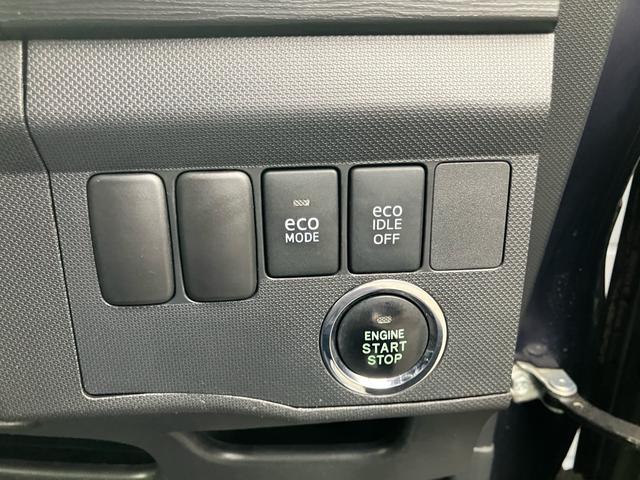 eco
MODE
eco
IDLE
OFF
ENGINE
START
STOP